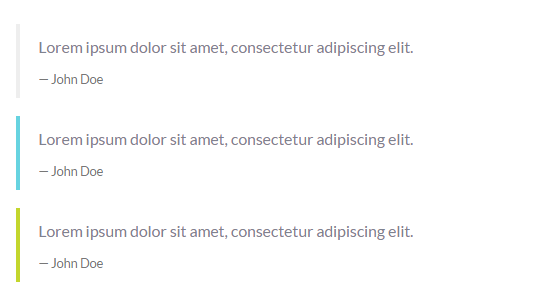 Lorem ipsum dolor sit amet, consectetur adipiscing elit.
— John Doe
Lorem ipsum dolor sit amet, consectetur adipiscing elit.
— John Doe
Lorem ipsum dolor sit amet, consectetur adipiscing elit.
— John Doe